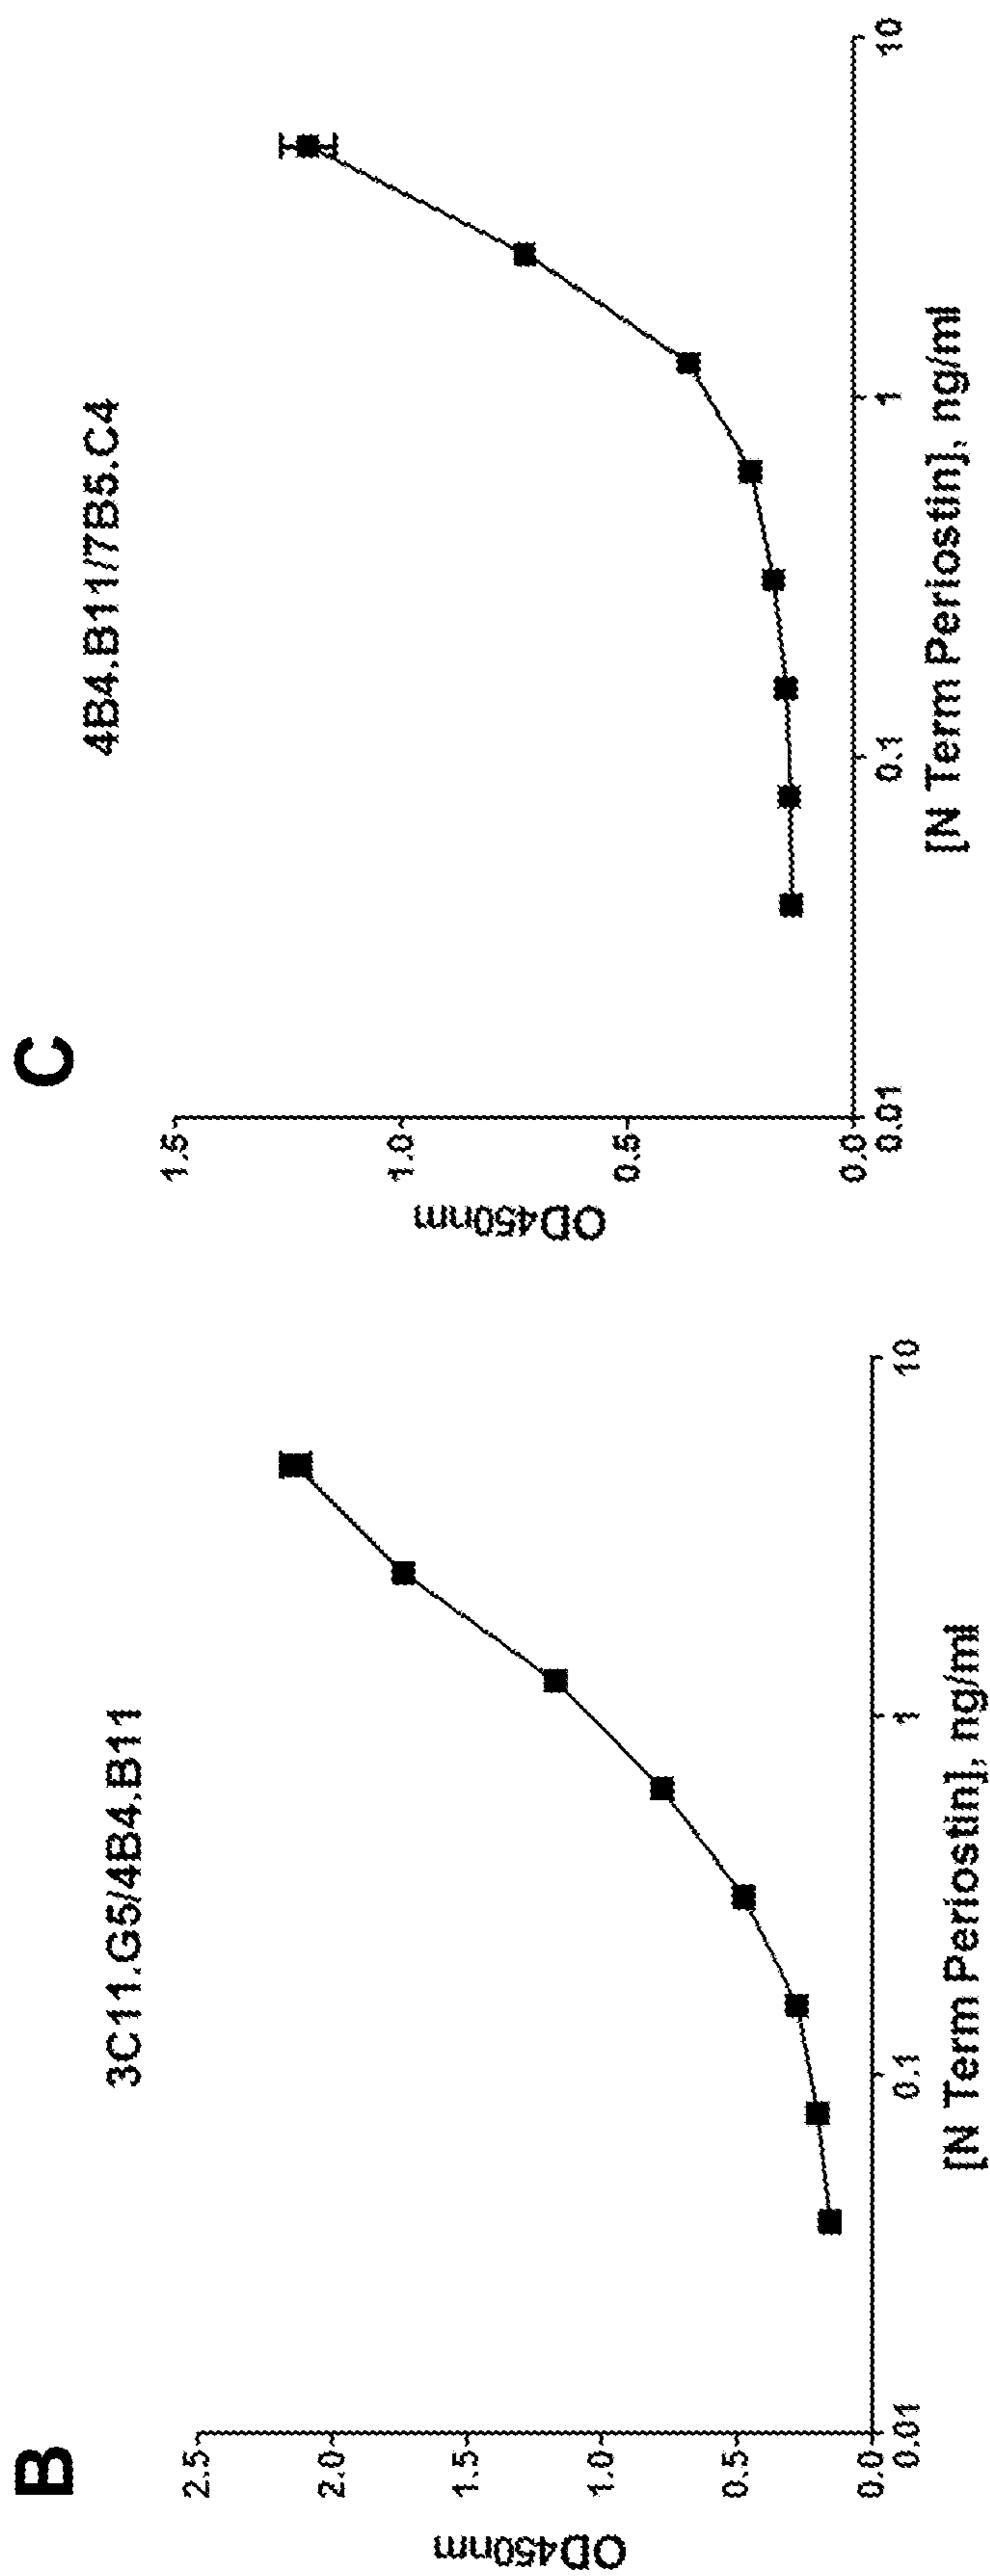 B
3C11.G5/4B4.B11
OD450nm
2.5
2.0
1.5
1.0
0.5
0.0
0.01
0.1
1
10
[N Term Periostin], ng/ml
C
4B4.B11/7B5.C4
OD450nm
1.5
1.0
0.5
0.0
0.01
0.1
1
10
[N Term Periostin], ng/ml